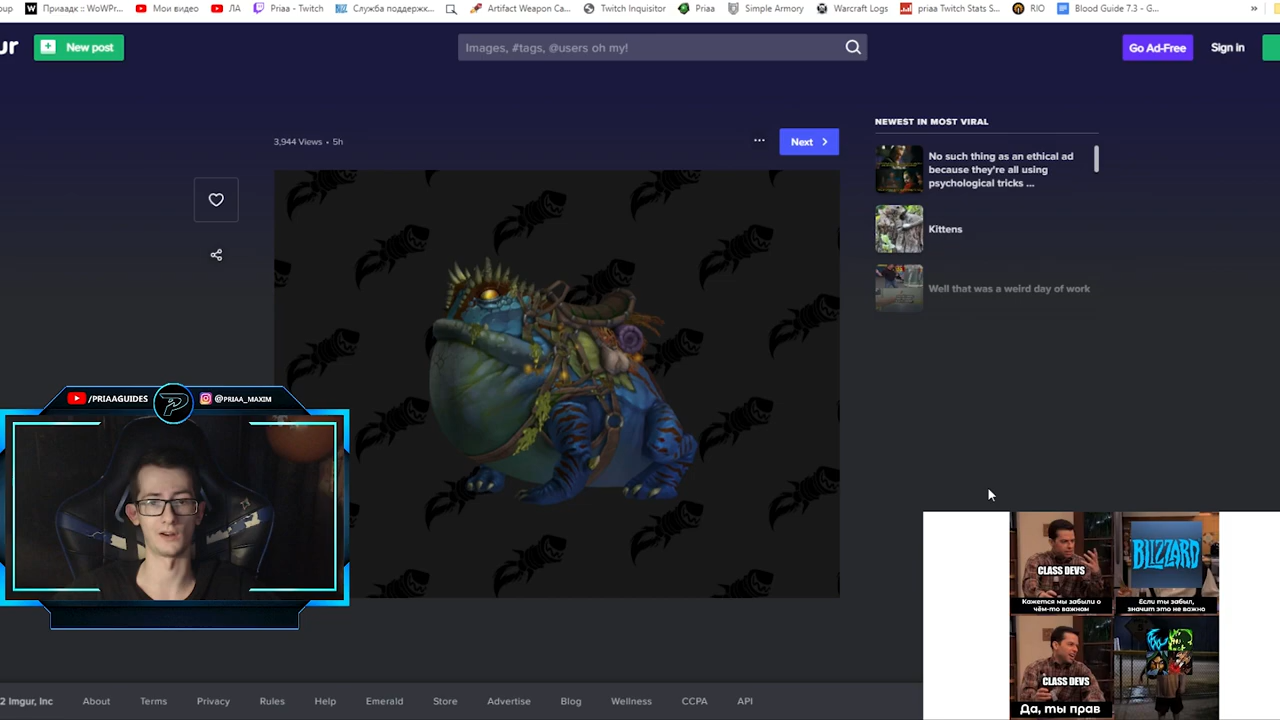 oup
W Приаадк :: WoWPr...
Мои видео
ЛА
Priaa - Twitch
Служба поддержк...
Artifact Weapon Ca...
Twitch Inquisitor
Priaa
Simple Armory
Warcraft Logs
priaa Twitch Stats S...
RIO
Blood Guide 7.3 - G...
»
ur
New post
Images, #tags, @users oh my!
Go Ad-Free
Sign in
3,944 Views • 5h
Next
NEWEST IN MOST VIRAL
No such thing as an ethical ad
because they're all using
psychological tricks ...
Kittens
Well that was a weird day of work
/PRIAAGUIDES
@PRIAA_MAXIM
CLASS DEVS
Кажется мы забыли о
чём-то важном
BLIZZARD
Если ты забыл,
значит это не важно
CLASS DEVS
Да, ты прав
2 Imgur, Inc
About
Terms
Privacy
Rules
Help
Emerald
Store
Advertise
Blog
Wellness
CCPA
API